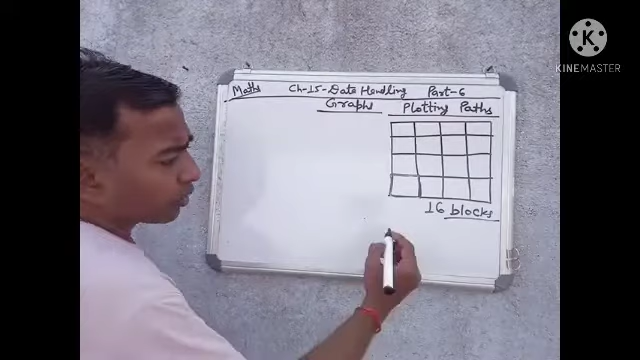 Maths Ch-15-Data Handling Part-6
Graphs Plotting Paths
16 blocks
K
KINEMASTER